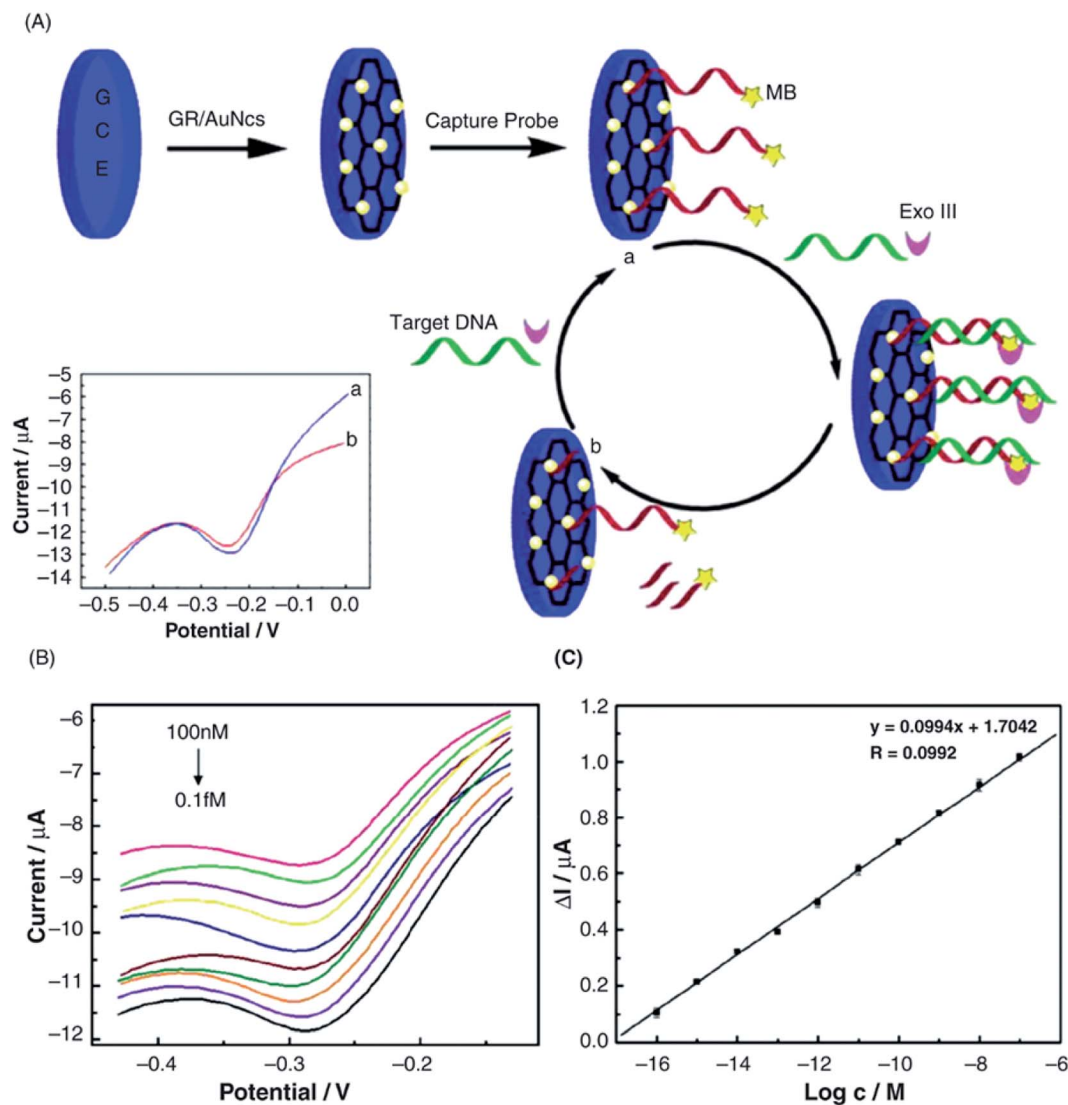 (A)
G
C
E
GR/AuNcs
Capture Probe
MB
Exo III
a
Target DNA
b
−5
−6
−7
−8
−9
−10
−11
−12
−13
−14
Current / μA
a
b
−0.5 −0.4 −0.3 −0.2 −0.1 0.0
Potential / V
(B)
−6
−7
−8
−9
−10
−11
−12
Current / μA
100nM
0.1fM
−0.4 −0.3 −0.2
Potential / V
(C)
1.2
1.0
0.8
0.6
0.4
0.2
0.0
ΔI / μA
y = 0.0994x + 1.7042
R = 0.0992
−16 −14 −12 −10 −8 −6
Log c / M